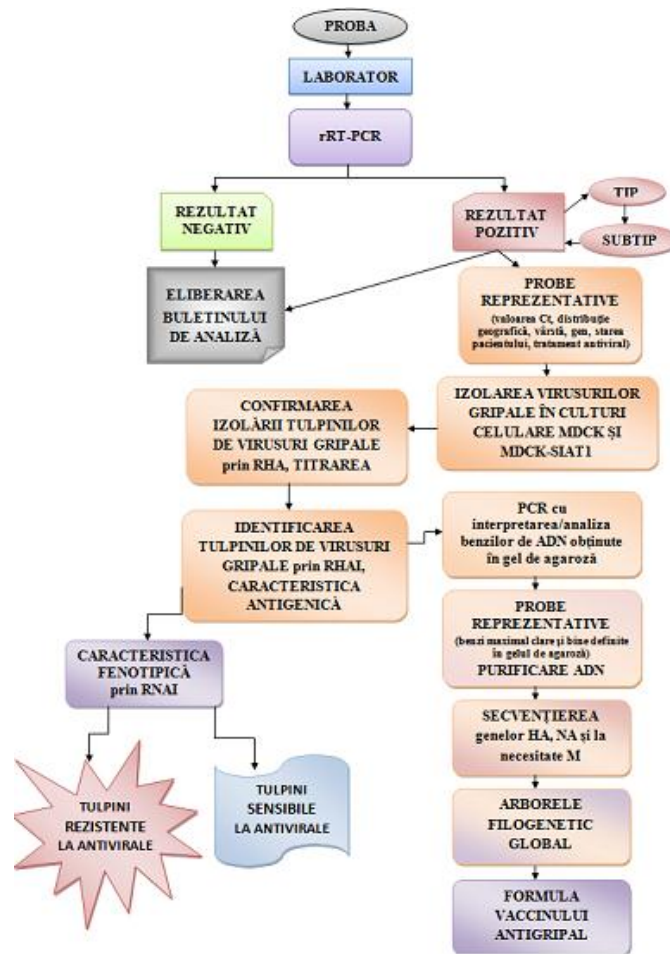 PROBA
LABORATOR
rRT-PCR
REZULTAT
NEGATIV
REZULTAT
POZITIV
TIP
SUBTIP
ELIBERAREA
BULETINULUI
DE ANALIZĂ
PROBE
REPREZENTATIVE
(valoarea Ct, distribuție
geografică, vârstă, gen, starea
pacientului, tratament antiviral)
IZOLAREA VIRUSURILOR
GRIPALE ÎN CULTURI
CELULARE MDCK ȘI
MDCK-SIAT1
CONFIRMAREA
IZOLĂRII TULPINILOR
DE VIRUSURI GRIPALE
prin RHA, TITRAREA
IDENTIFICAREA
TULPINILOR DE VIRUSURI
GRIPALE prin RHAI,
CARACTERISTICA
ANTIGENICĂ
PCR cu
interpretarea/analiza
benzilor de ADN obținute
în gel de agaroză
PROBE
REPREZENTATIVE
(benzi maximal clare și bine definite
în gelul de agaroză)
PURIFICARE ADN
CARACTERISTICA
FENOTIPICĂ
prin RNAI
SECVENȚIEREA
genelor HA, NA și la
necesitate M
TULPINI
REZISTENTE
LA ANTIVIRALE
TULPINI
SENSIBILE
LA ANTIVIRALE
ARBORELE
FILOGENETIC
GLOBAL
FORMULA
VACCINULUI
ANTIGRIPAL